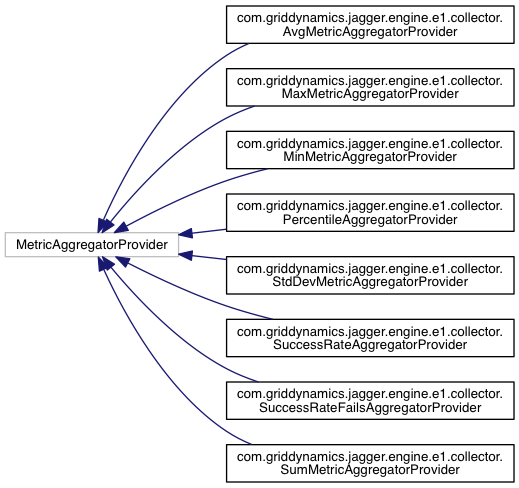 com.griddynamics.jagger.engine.e1.collector.
AvgMetricAggregatorProvider
com.griddynamics.jagger.engine.e1.collector.
MaxMetricAggregatorProvider
com.griddynamics.jagger.engine.e1.collector.
MinMetricAggregatorProvider
com.griddynamics.jagger.engine.e1.collector.
PercentileAggregatorProvider
MetricAggregatorProvider
com.griddynamics.jagger.engine.e1.collector.
StdDevMetricAggregatorProvider
com.griddynamics.jagger.engine.e1.collector.
SuccessRateAggregatorProvider
com.griddynamics.jagger.engine.e1.collector.
SuccessRateFailsAggregatorProvider
com.griddynamics.jagger.engine.e1.collector.
SumMetricAggregatorProvider